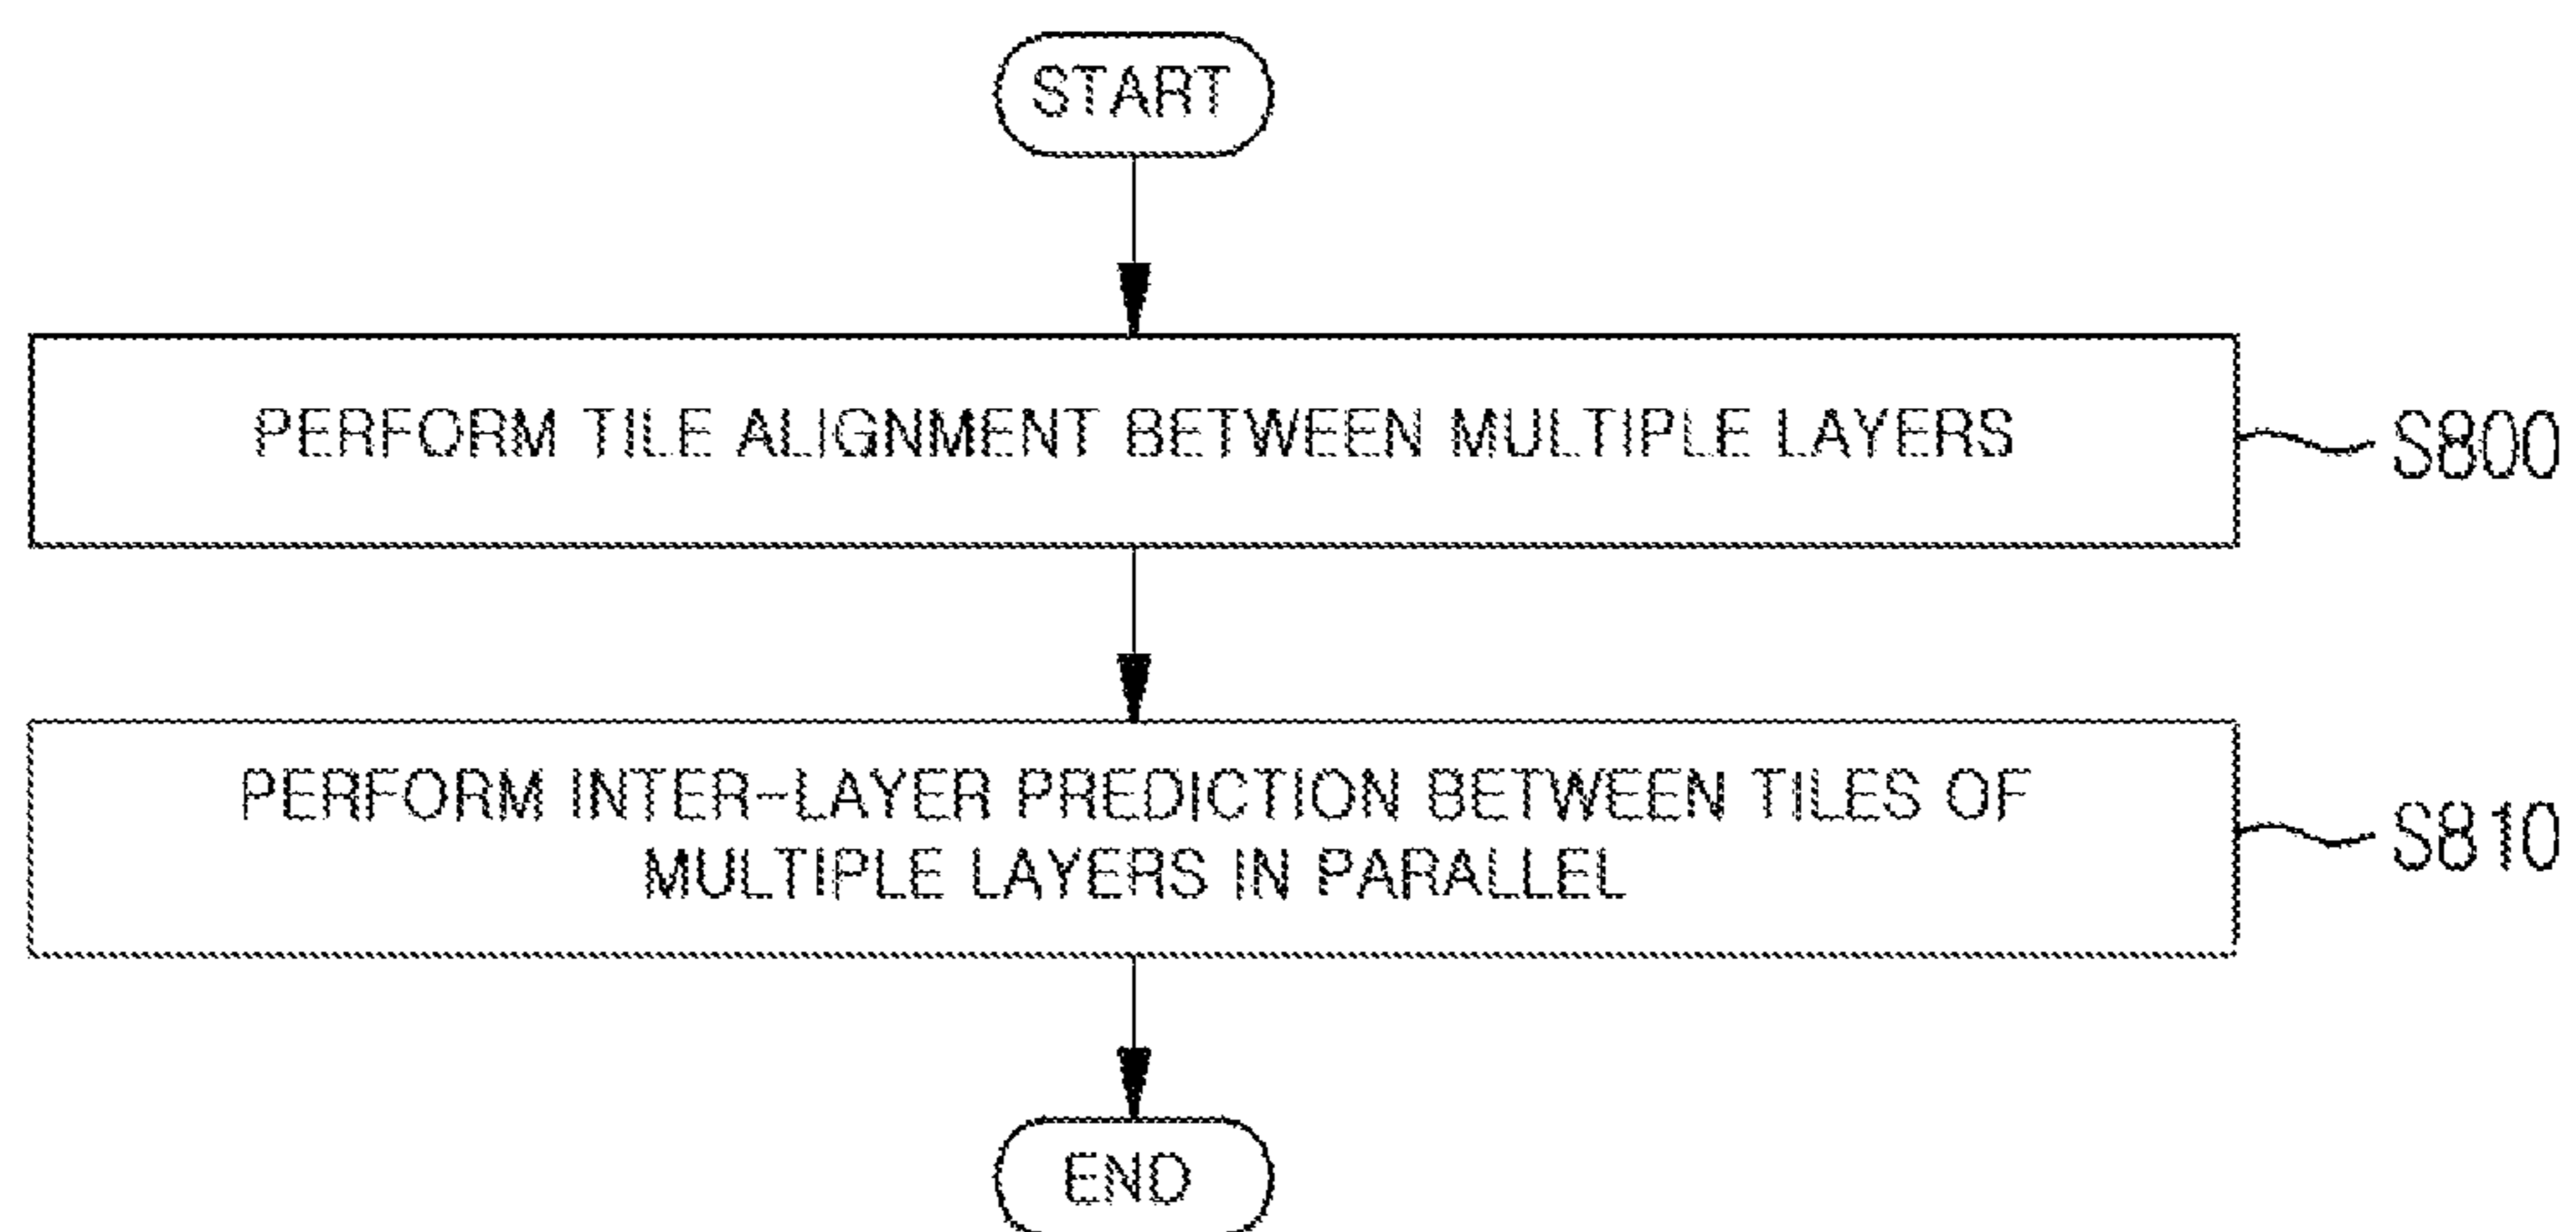 START
PERFORM TILE ALIGNMENT BETWEEN MULTIPLE LAYERS
S800
PERFORM INTER-LAYER PREDICTION BETWEEN TILES OF
MULTIPLE LAYERS IN PARALLEL
S810
END